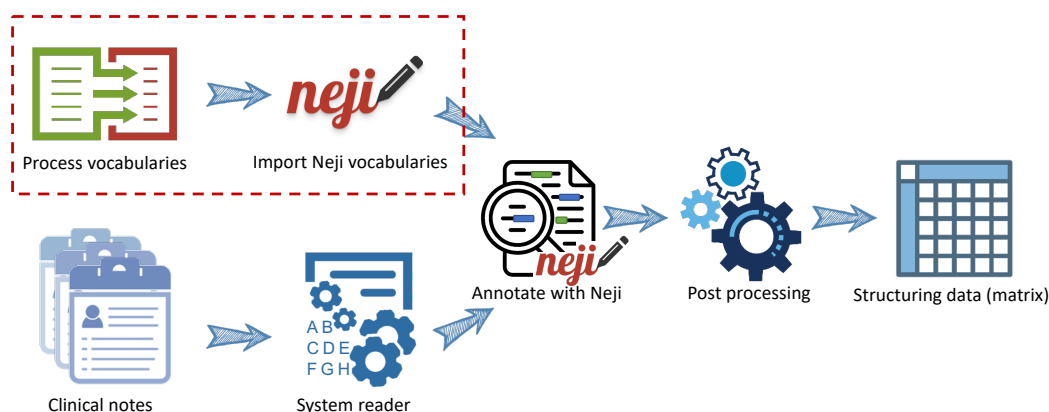 neji
Process vocabularies
Import Neji vocabularies
neji
Annotate with Neji
Post processing
Structuring data (matrix)
A B
C D E
F G H
Clinical notes
System reader